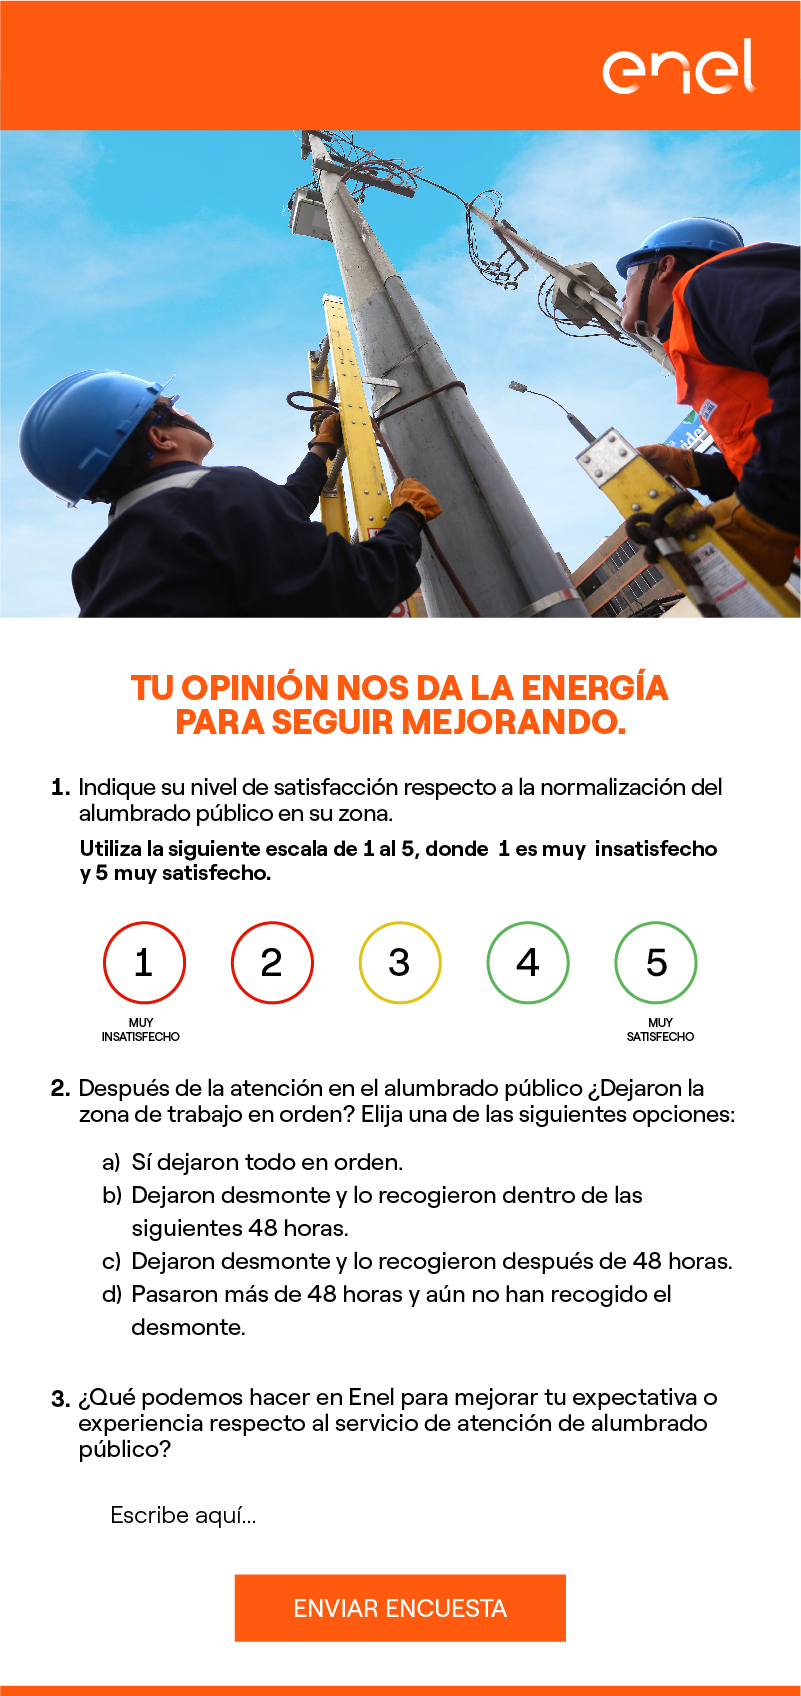 enel
TU OPINIÓN NOS DA LA ENERGÍA
PARA SEGUIR MEJORANDO.
1. Indique su nivel de satisfacción respecto a la normalización del
alumbrado público en su zona.
Utiliza la siguiente escala de 1 al 5, donde 1 es muy insatisfecho
y 5 muy satisfecho.
1 2 3 4 5
MUY
INSATISFECHO
MUY
SATISFECHO
2. Después de la atención en el alumbrado público ¿Dejaron la
zona de trabajo en orden? Elija una de las siguientes opciones:
a) Sí dejaron todo en orden.
b) Dejaron desmonte y lo recogieron dentro de las
siguientes 48 horas.
c) Dejaron desmonte y lo recogieron después de 48 horas.
d) Pasaron más de 48 horas y aún no han recogido el
desmonte.
3. ¿Qué podemos hacer en Enel para mejorar tu expectativa o
experiencia respecto al servicio de atención de alumbrado
público?
Escribe aquí...
ENVIAR ENCUESTA